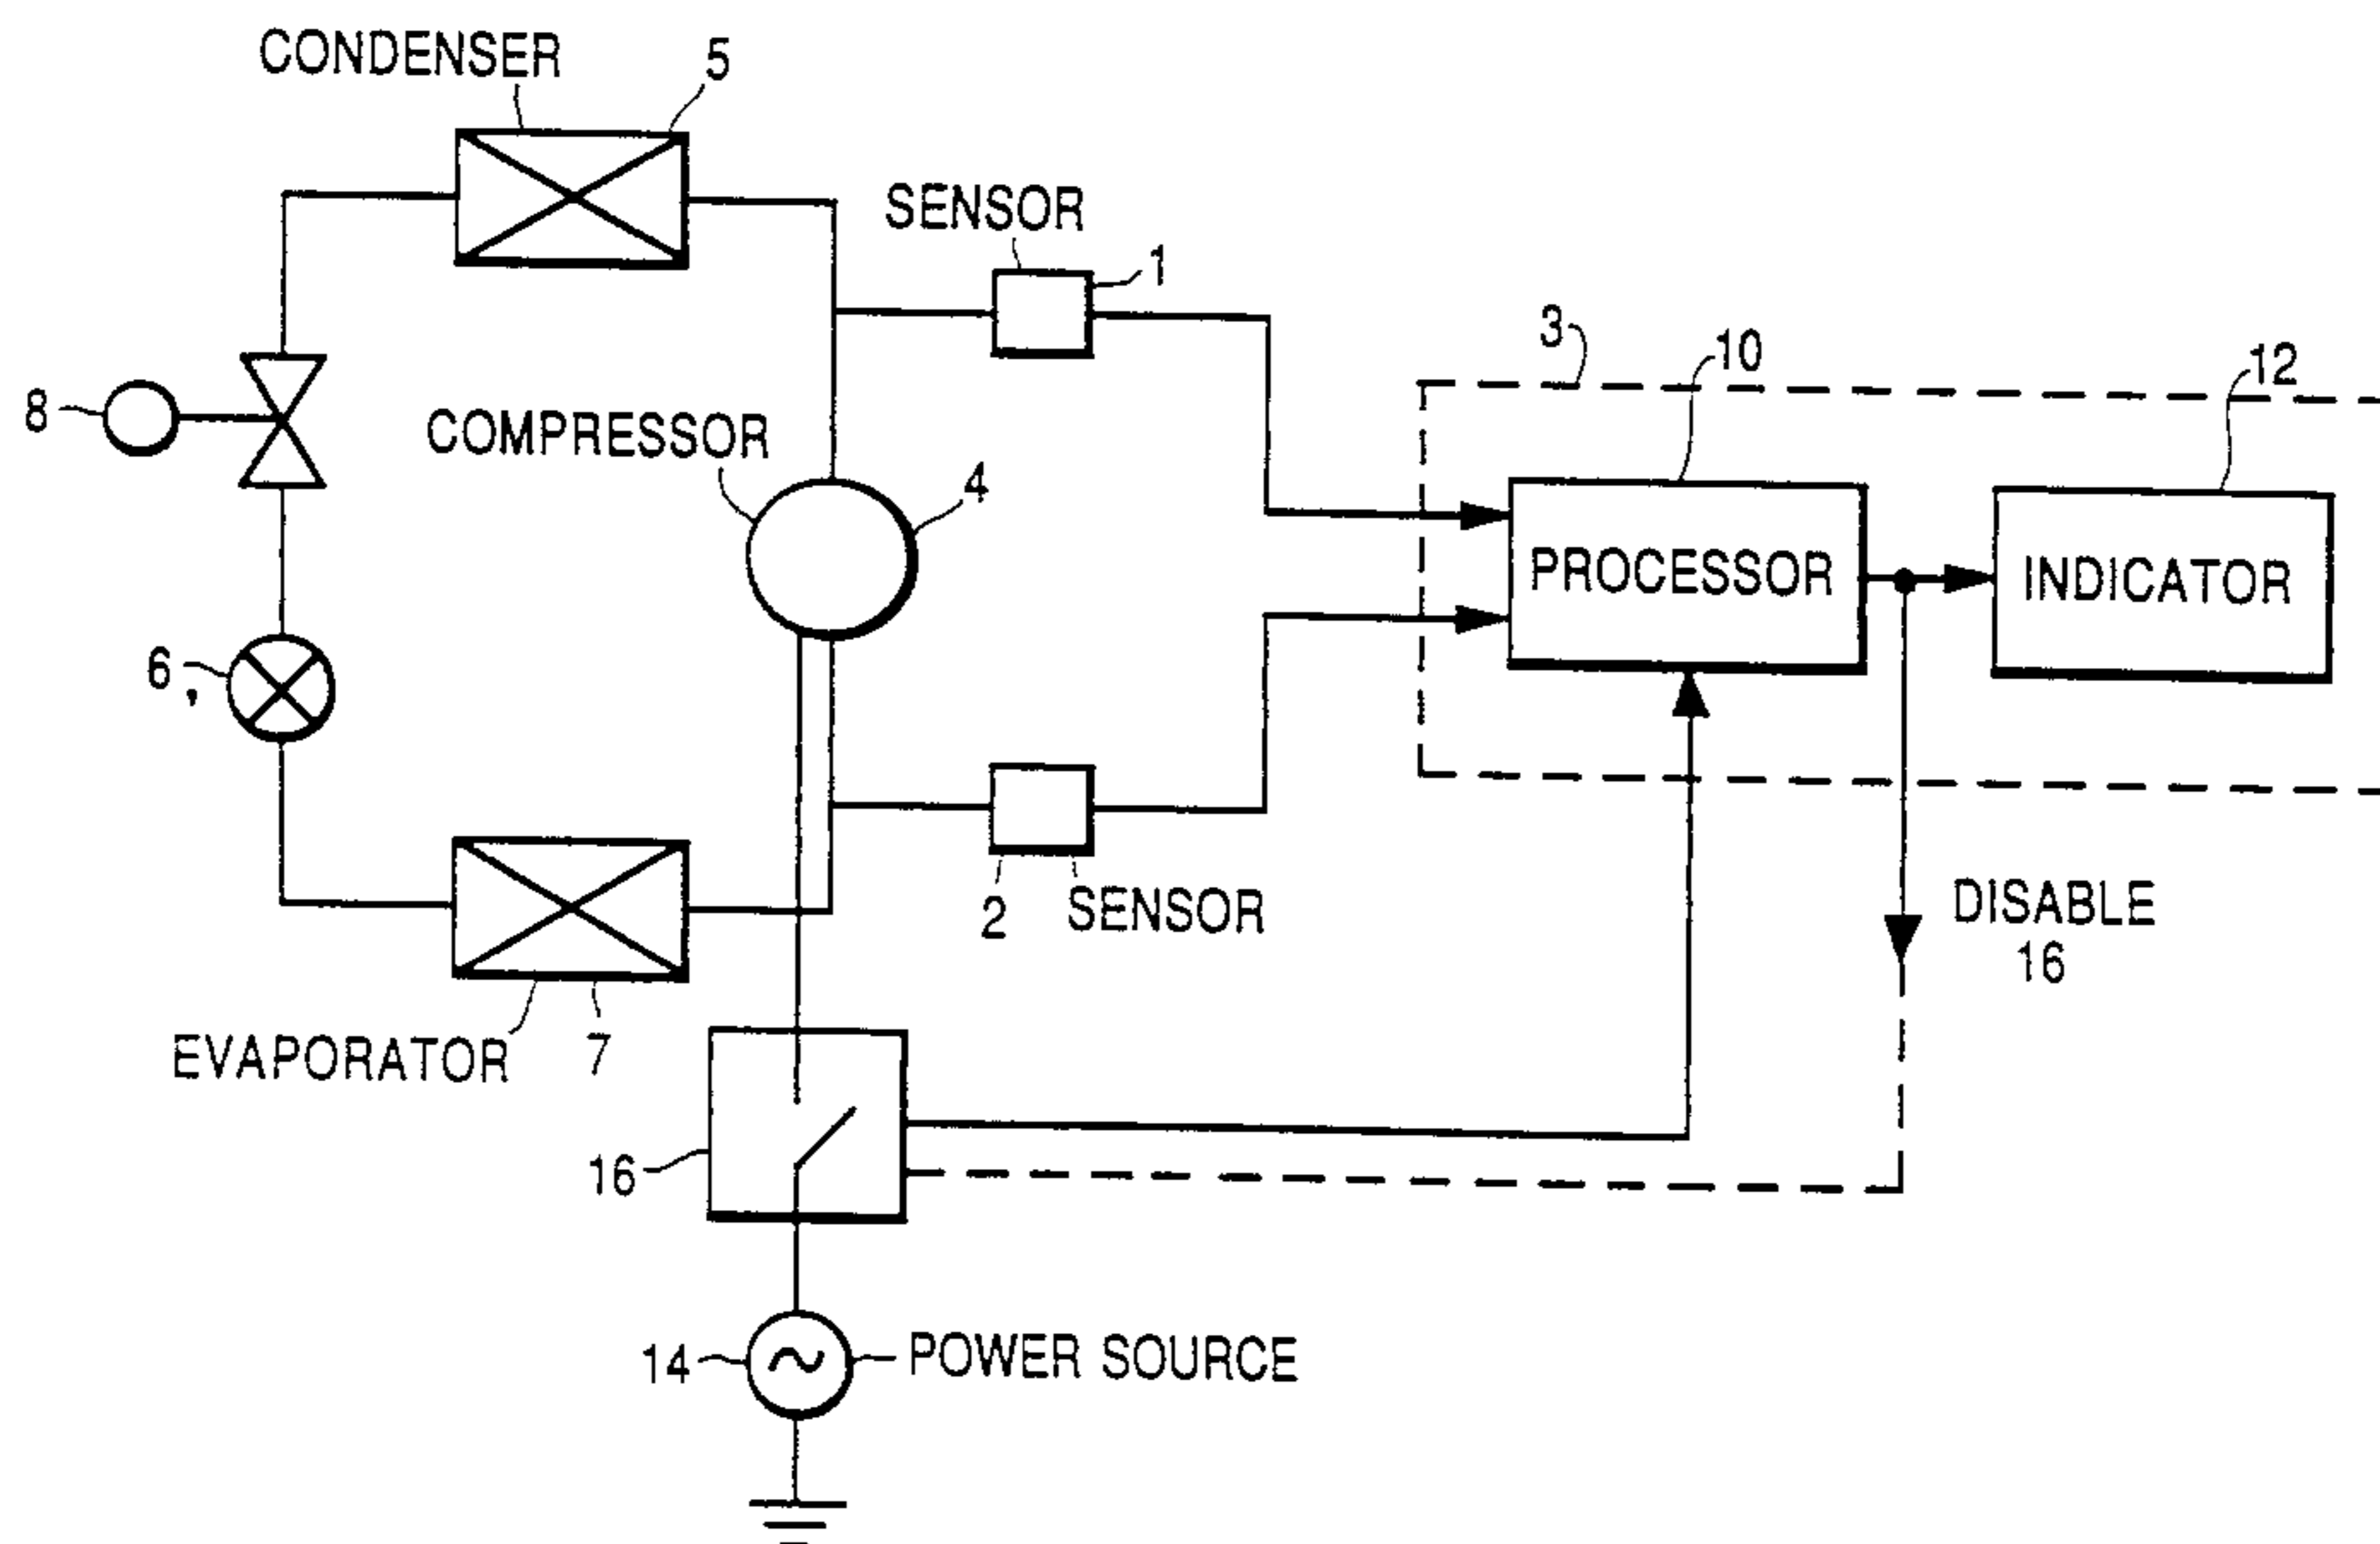 CONDENSER
5
SENSOR
1
3
10
12
8
COMPRESSOR
4
PROCESSOR
INDICATOR
6,
2
SENSOR
DISABLE
16
EVAPORATOR
7
16
14
POWER SOURCE